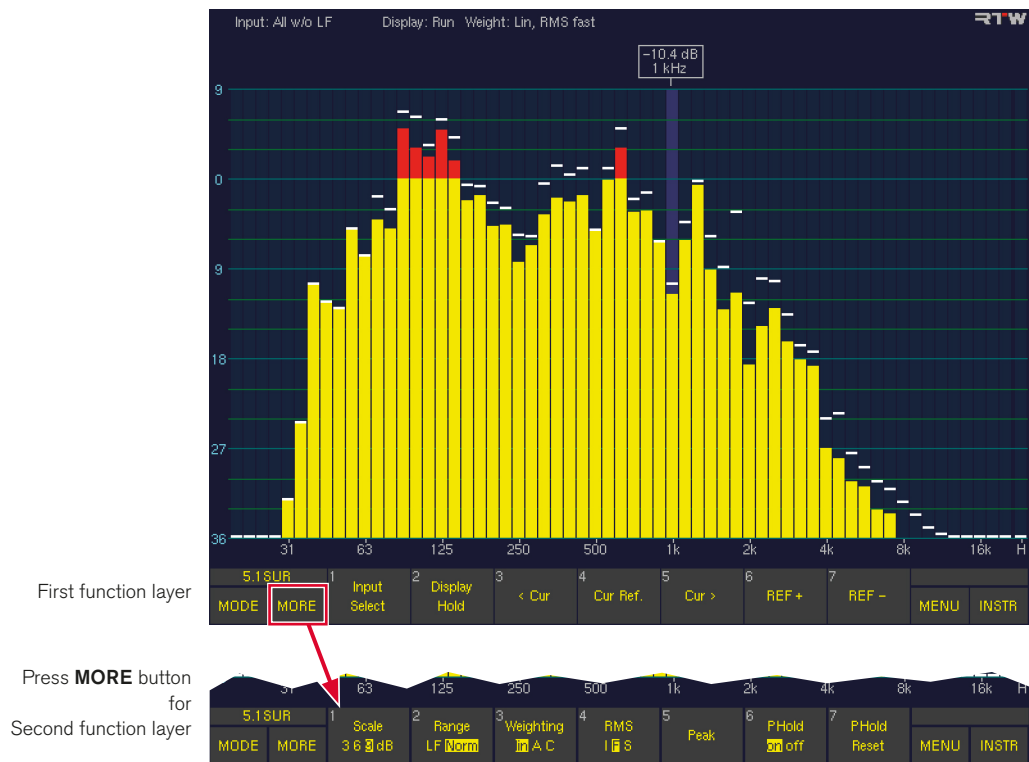 Input: All w/o LF Display: Run Weight: Lin, RMS fast RTW
-10.4 dB
1 kHz
9
0
9
18
27
36
31 63 125 250 500 1k 2k 4k 8k 16k H
First function layer
5.1SUR
MODE MORE
1 Input Select
2 Display Hold
3 < Cur
4 Cur Ref.
5 Cur >
6 REF +
7 REF -
MENU INSTR
Press MORE button
for
Second function layer
31 63 125 250 500 1k 2k 4k 8k 16k H
5.1SUR
MODE MORE
1 Scale 3 6 9 dB
2 Range LF Norm
3 Weighting lin A C
4 RMS I F S
5 Peak
6 PHold on off
7 PHold Reset
MENU INSTR